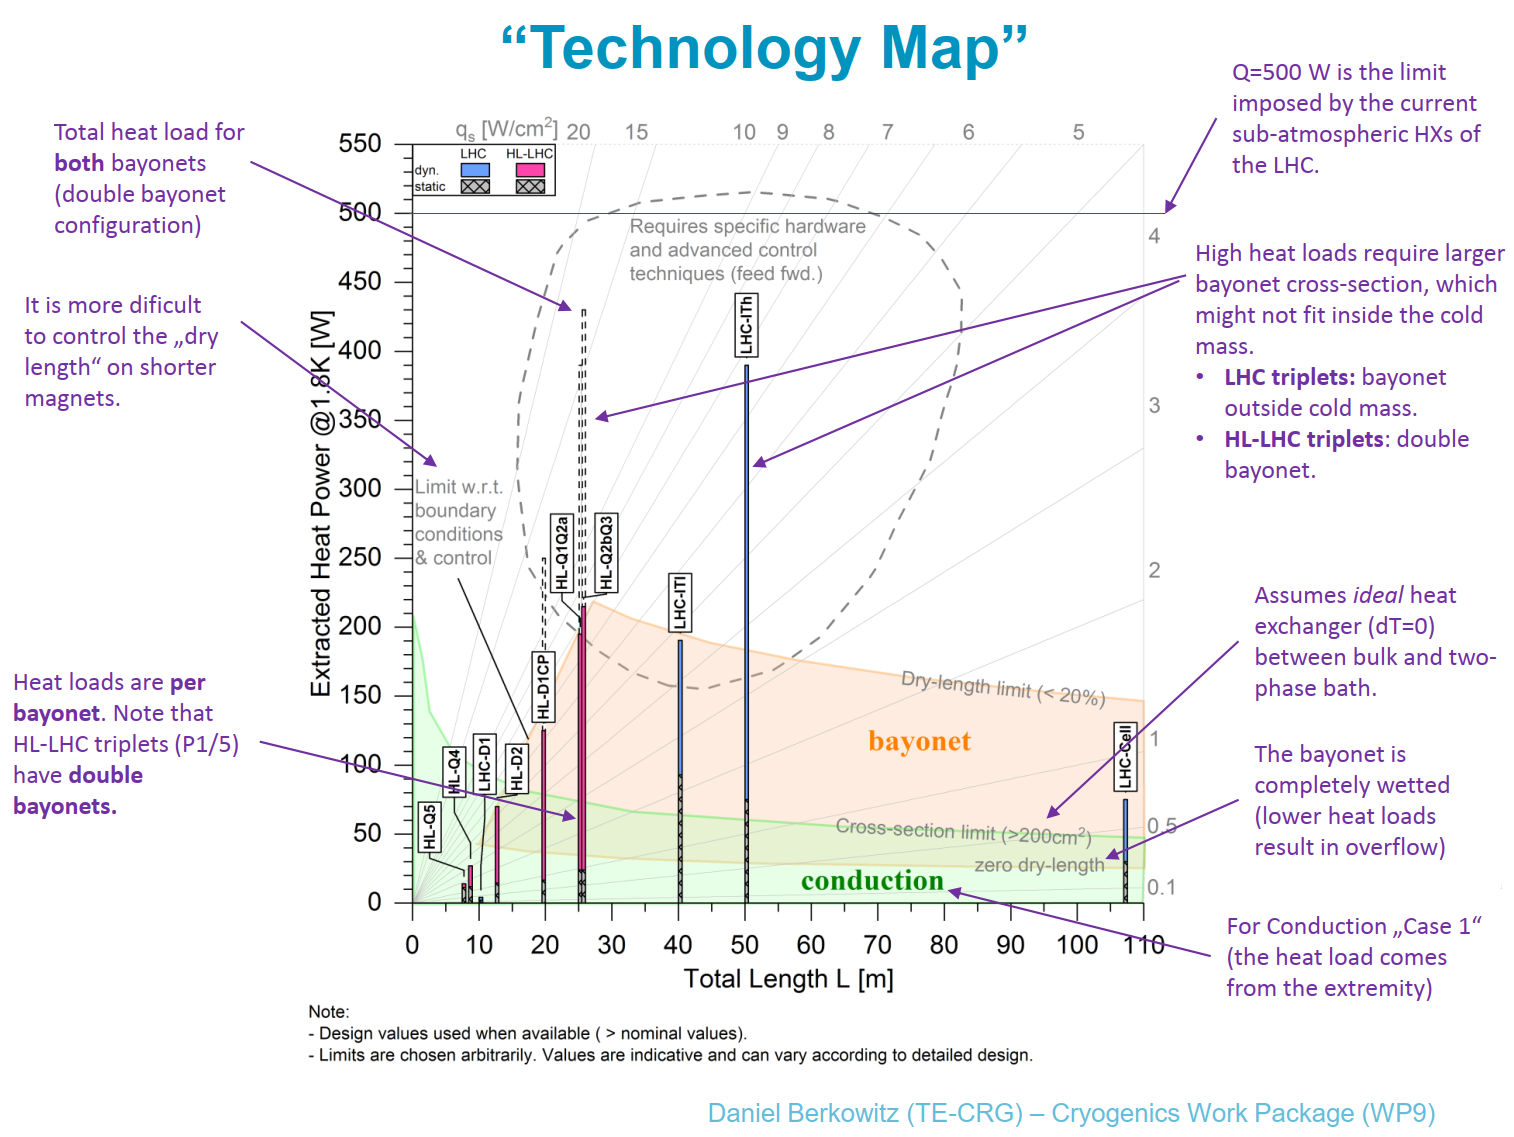 “Technology Map”
Q=500 W is the limit
imposed by the current
sub-atmospheric HXs of
the LHC.
Total heat load for
both bayonets
(double bayonet
configuration)
It is more dificult
to control the „dry
length“ on shorter
magnets.
Heat loads are per
bayonet. Note that
HL-LHC triplets (P1/5)
have double
bayonets.
High heat loads require larger
bayonet cross-section, which
might not fit inside the cold
mass.
• LHC triplets: bayonet
outside cold mass.
• HL-LHC triplets: double
bayonet.
Assumes ideal heat
exchanger (dT=0)
between bulk and two-
phase bath.
The bayonet is
completely wetted
(lower heat loads
result in overflow)
For Conduction „Case 1“
(the heat load comes
from the extremity)
qs [W/cm²] 20 15 10 9 8 7 6 5
4
3
2
1
0.5
0.1
LHC HL-LHC
dyn.
static
Requires specific hardware
and advanced control
techniques (feed fwd.)
Limit w.r.t.
boundary
conditions
& control
HL-Q5
HL-Q4
LHC-D1
HL-D2
HL-D1CP
HL-Q1Q2a
HL-Q2bQ3
LHC-ITl
LHC-ITh
LHC-Cell
Dry-length limit (< 20%)
bayonet
Cross-section limit (>200cm²)
zero dry-length
conduction
Extracted Heat Power @1.8K [W]
550
500
450
400
350
300
250
200
150
100
50
0
0 10 20 30 40 50 60 70 80 90 100 110
Total Length L [m]
Note:
- Design values used when available ( > nominal values).
- Limits are chosen arbitrarily. Values are indicative and can vary according to detailed design.
Daniel Berkowitz (TE-CRG) – Cryogenics Work Package (WP9)